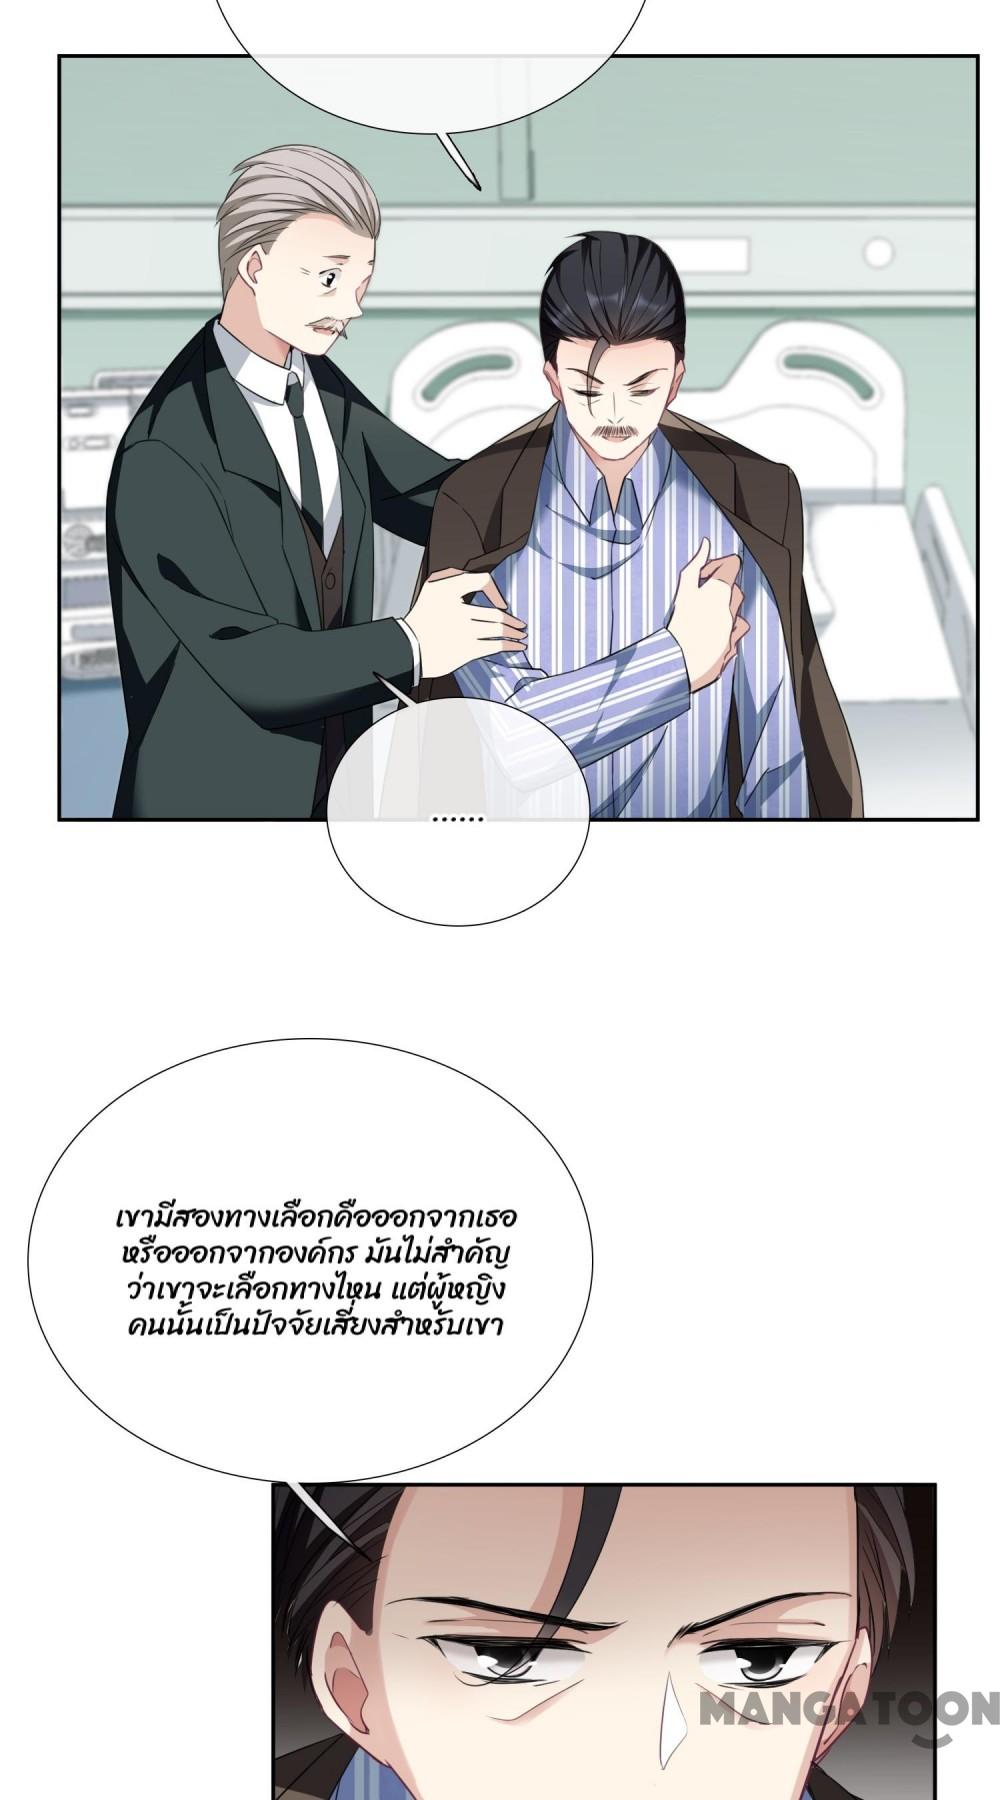 ......
เขามีสองทางเลือกคือออกจากเธอ
หรือออกจากองค์กร มันไม่สำคัญ
ว่าเขาจะเลือกทางไหน แต่ผู้หญิง
คนนั้นเป็นปัจจัยเสี่ยงสำหรับเขา
MANGATOON
MANGATOON